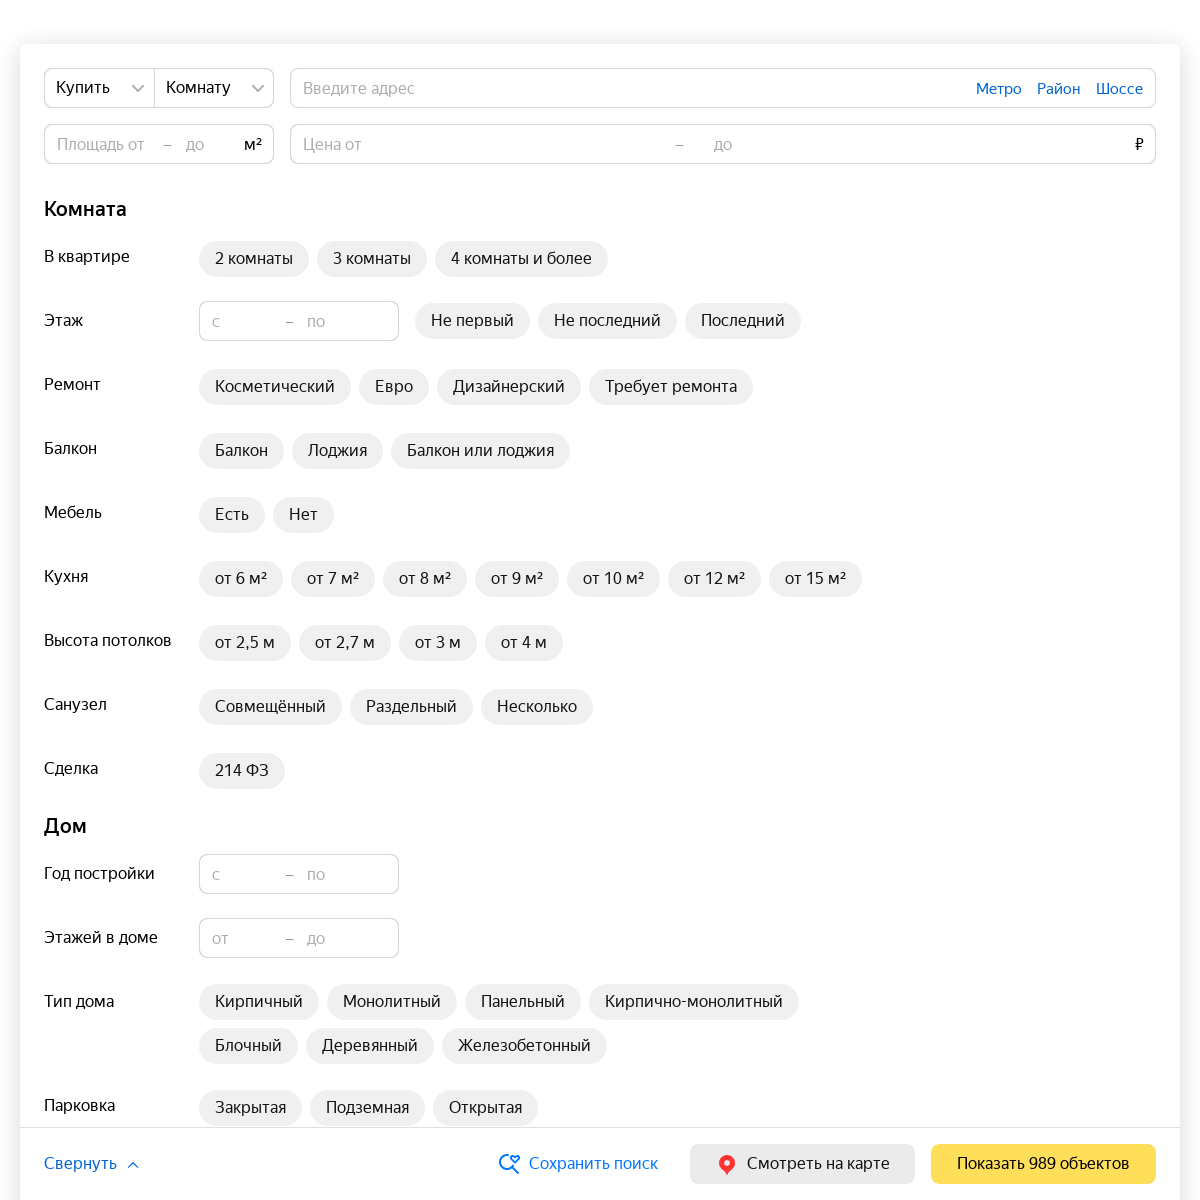 Купить Комнату Введите адрес Метро Район Шоссе
Площадь от – до м² Цена от – до ₽
Комната
В квартире 2 комнаты 3 комнаты 4 комнаты и более
Этаж с – по Не первый Не последний Последний
Ремонт Косметический Евро Дизайнерский Требует ремонта
Балкон Балкон Лоджия Балкон или лоджия
Мебель Есть Нет
Кухня от 6 м² от 7 м² от 8 м² от 9 м² от 10 м² от 12 м² от 15 м²
Высота потолков от 2,5 м от 2,7 м от 3 м от 4 м
Санузел Совмещённый Раздельный Несколько
Сделка 214 ФЗ
Дом
Год постройки с – по
Этажей в доме от – до
Тип дома Кирпичный Монолитный Панельный Кирпично-монолитный
Блочный Деревянный Железобетонный
Парковка Закрытая Подземная Открытая
Свернуть Сохранить поиск Смотреть на карте Показать 989 объектов